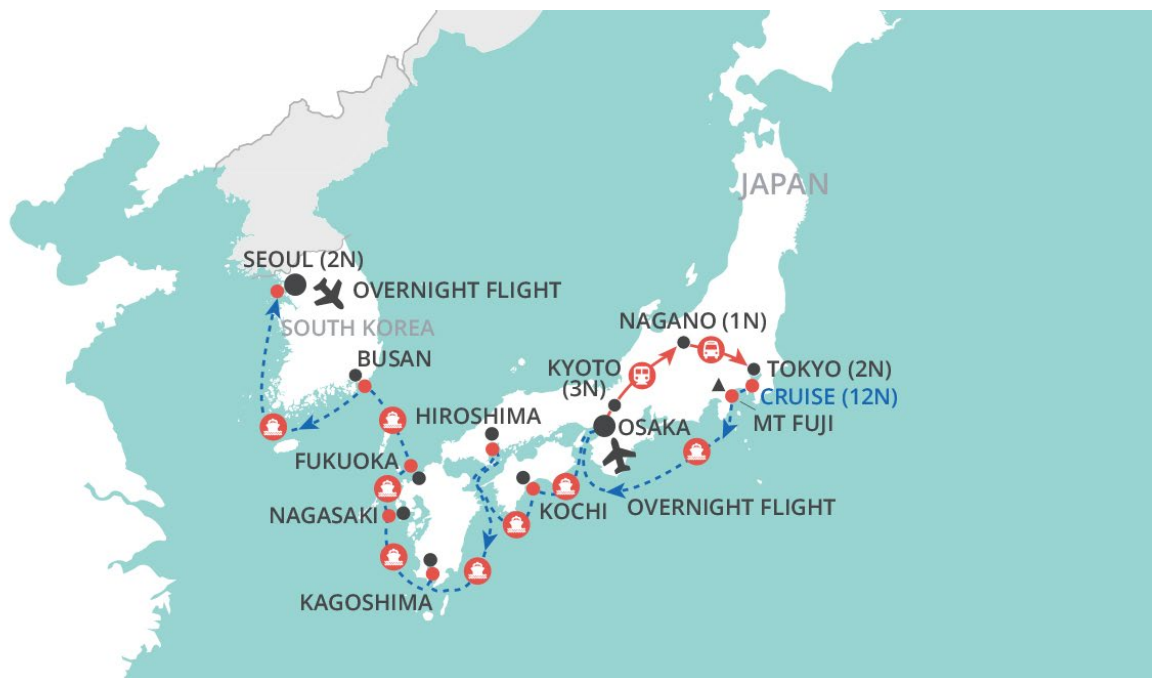 JAPAN
SEOUL (2N)
OVERNIGHT FLIGHT
SOUTH KOREA
NAGANO (1N)
BUSAN
KYOTO
(3N)
TOKYO (2N)
CRUISE (12N)
HIROSHIMA
MT FUJI
OSAKA
FUKUOKA
KOCHI
OVERNIGHT FLIGHT
NAGASAKI
KAGOSHIMA